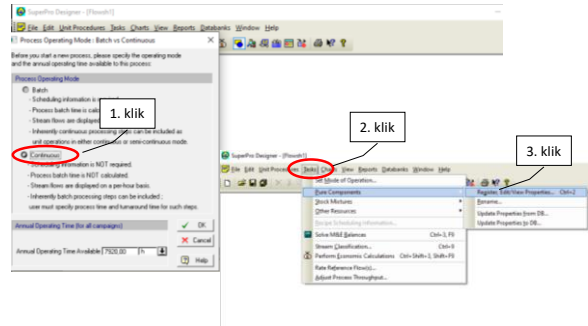 SuperPro Designer - [Flowsh1]
File Edit Unit Procedures Tasks Charts View Reports Databanks Window Help
Process Operating Mode : Batch vs Continuous
Before you start a new process, please specify the operating mode
and the annual operating time available to this process:
Process Operating Mode
Batch
- Scheduling information is
- Process batch time is calc
- Stream flows are displayed
- Inherently continuous processing steps can be included as
unit operations in either continuous or semi-continuous mode.
1. klik
Continuous
- Scheduling information is NOT required.
- Process batch time is NOT calculated.
- Stream flows are displayed on a per-hour basis.
- Inherently batch processing steps can be included ;
user must specify process time and turnaround time for such steps.
Annual Operating Time (for all campaigns)
Annual Operating Time Available 7920,00 h
OK
Cancel
Help
2. klik
3. klik
SuperPro Designer - [Flowsh1]
File Edit Unit Procedures Tasks Charts View Reports Databanks Window Help
Set Mode of Operation...
Pure Components
Stock Mixtures
Other Resources
Recipe Scheduling Information...
Solve M&E Balances Ctrl+3, F9
Stream Classification...
Perform Economic Calculations Ctrl+Shift+3, Shift+F9
Rate Reference Flow(s)...
Adjust Process Throughput...
Register, Edit/View Properties... Ctrl+2
Rename...
Update Properties from DB...
Update Properties to DB...